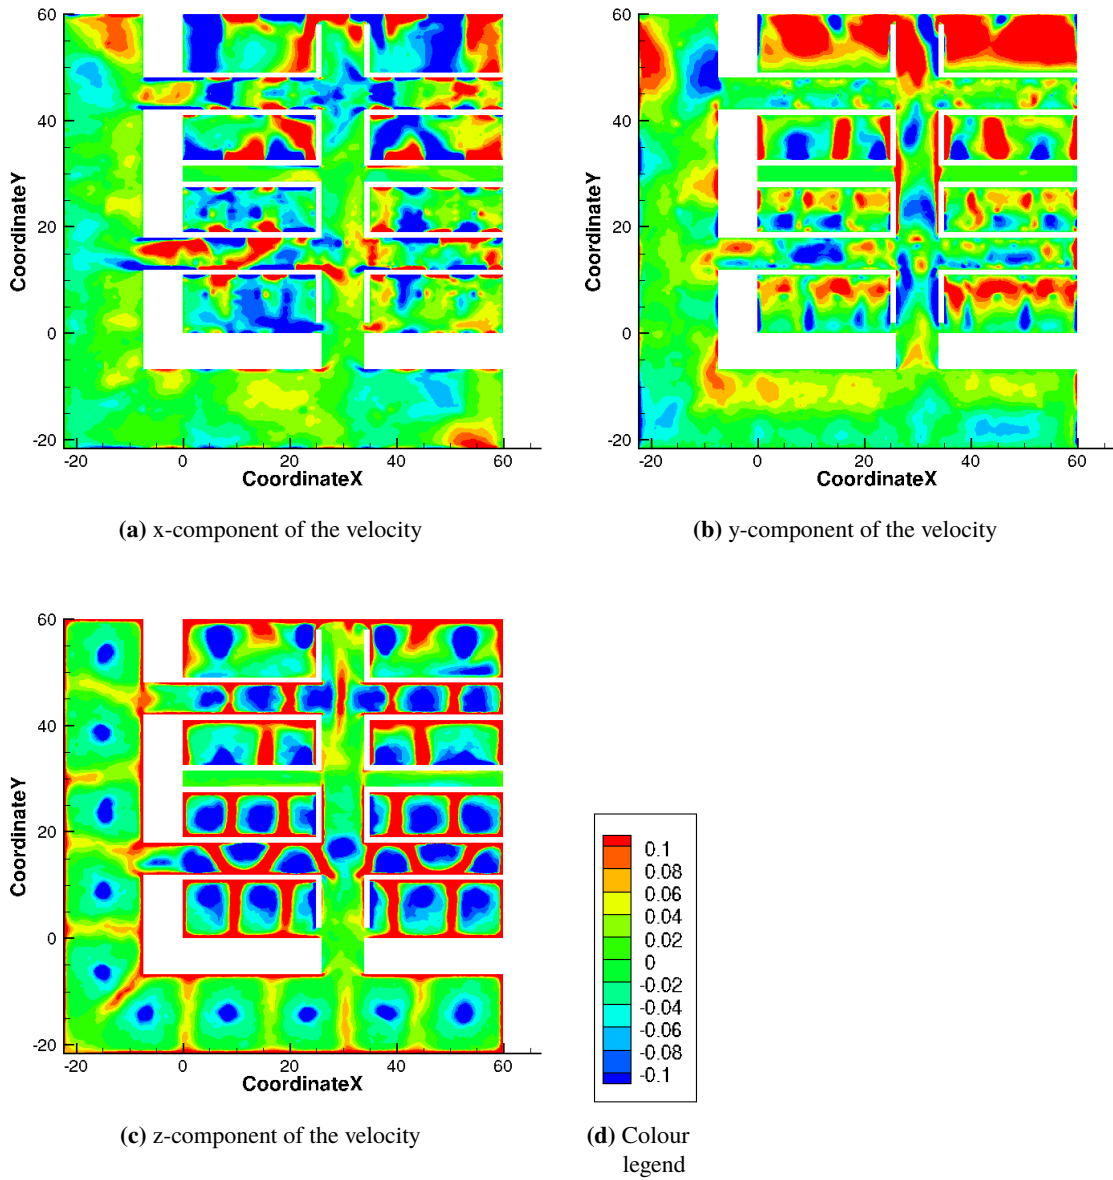 60
40
20
0
-20
CoordinateY
-20 0 20 40 60
CoordinateX
(a) x-component of the velocity
60
40
20
0
-20
CoordinateY
-20 0 20 40 60
CoordinateX
(b) y-component of the velocity
60
40
20
0
-20
CoordinateY
-20 0 20 40 60
CoordinateX
(c) z-component of the velocity
0.1
0.08
0.06
0.04
0.02
0
-0.02
-0.04
-0.06
-0.08
-0.1
(d) Colour
legend